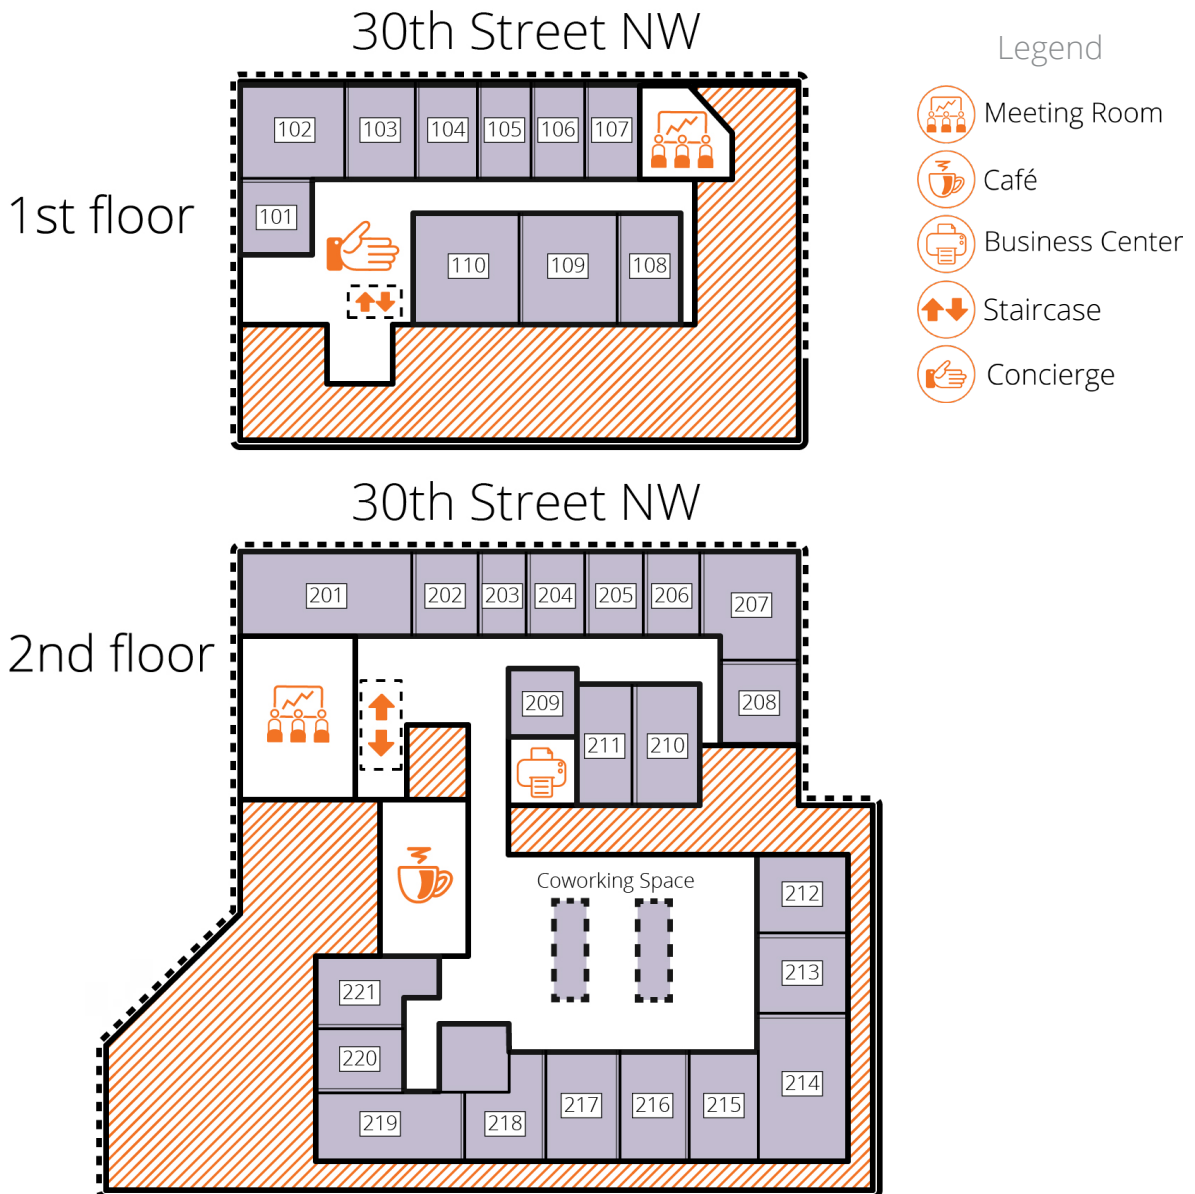 30th Street NW
Legend
Meeting Room
Café
Business Center
Staircase
Concierge
1st floor
102
103
104
105
106
107
101
110
109
108
30th Street NW
2nd floor
201
202
203
204
205
206
207
208
209
211
210
Coworking Space
212
213
214
221
220
219
218
217
216
215